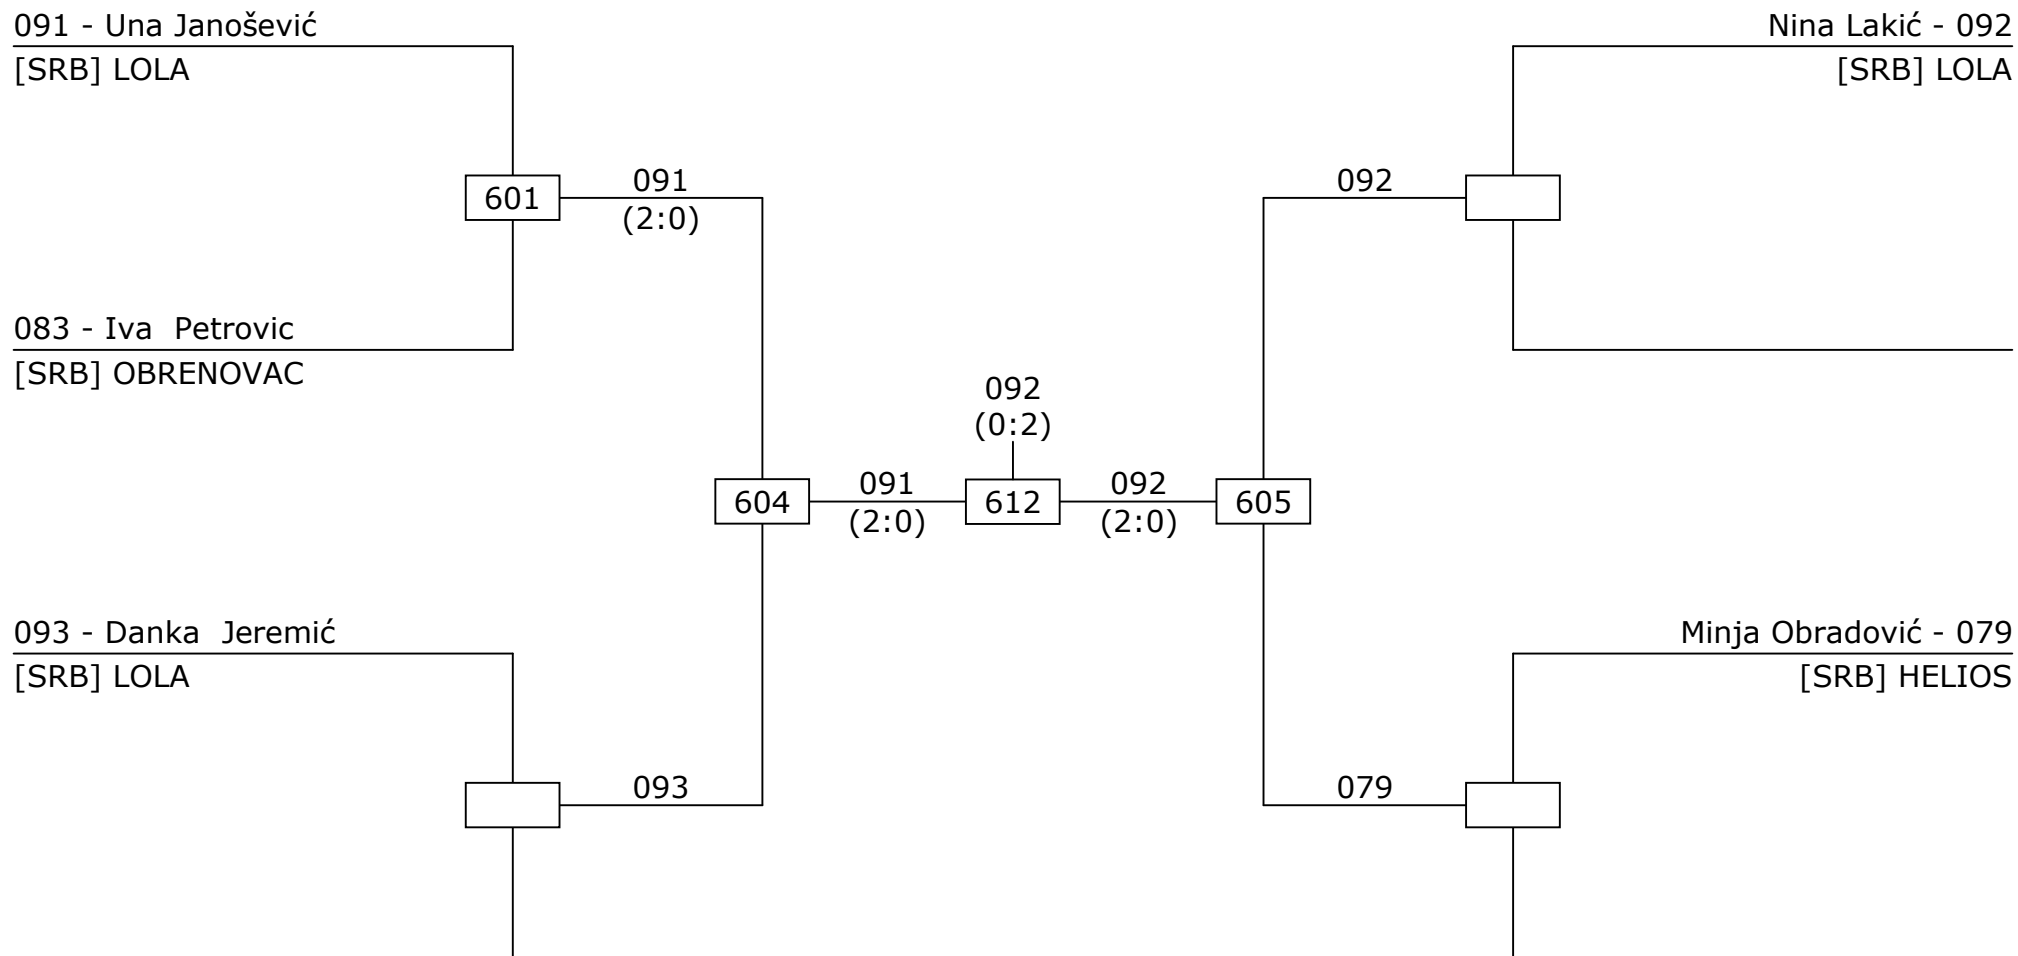 091 - Una Janošević
[SRB] LOLA
Nina Lakić - 092
[SRB] LOLA
601
091
(2:0)
092
083 - Iva  Petrovic
[SRB] OBRENOVAC
092
(0:2)
604
091
(2:0)
612
092
(2:0)
605
093 - Danka  Jeremić
[SRB] LOLA
Minja Obradović - 079
[SRB] HELIOS
093
079